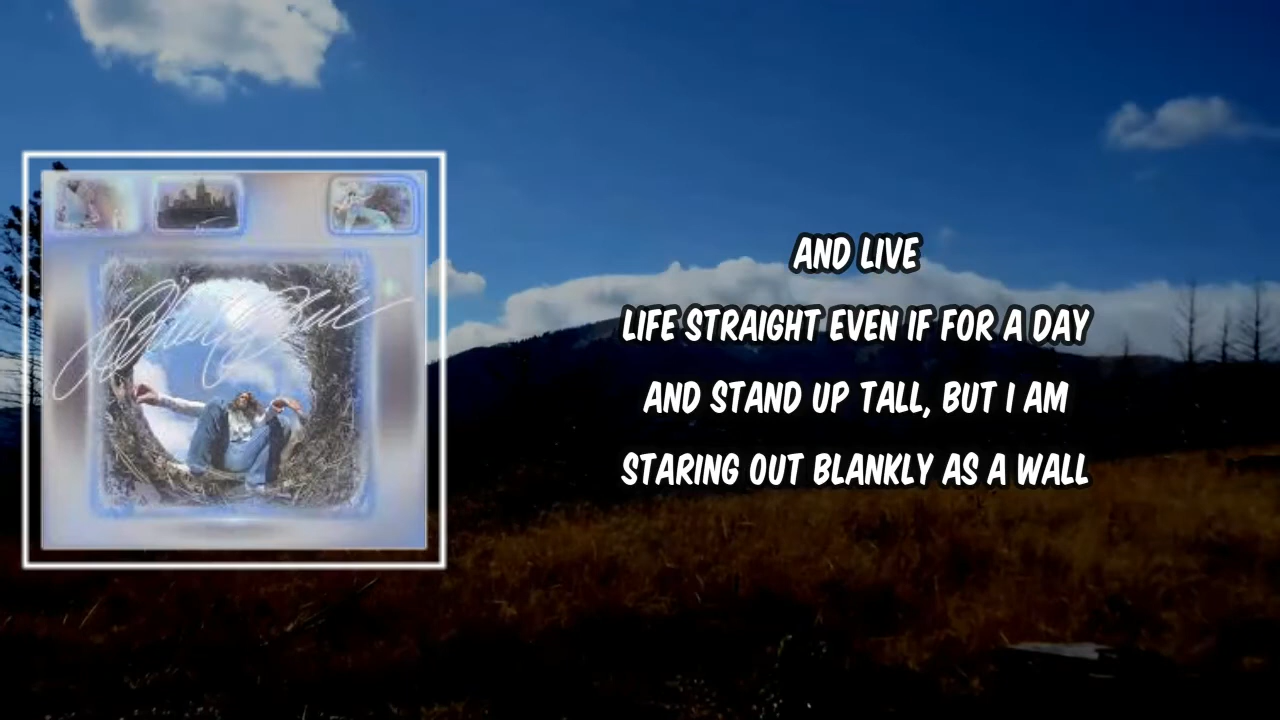 AND LIVE
LIFE STRAIGHT EVEN IF FOR A DAY
AND STAND UP TALL, BUT I AM
STARING OUT BLANKLY AS A WALL